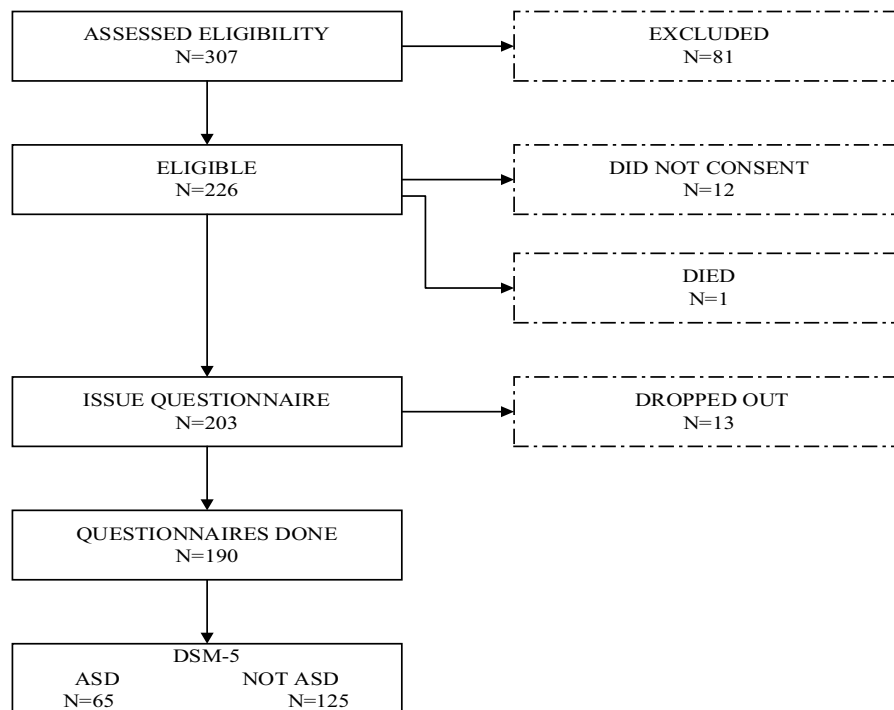 ASSESSED ELIGIBILITY
N=307
EXCLUDED
N=81
ELIGIBLE
N=226
DID NOT CONSENT
N=12
DIED
N=1
ISSUE QUESTIONNAIRE
N=203
DROPPED OUT
N=13
QUESTIONNAIRES DONE
N=190
DSM-5
ASD NOT ASD
N=65 N=125